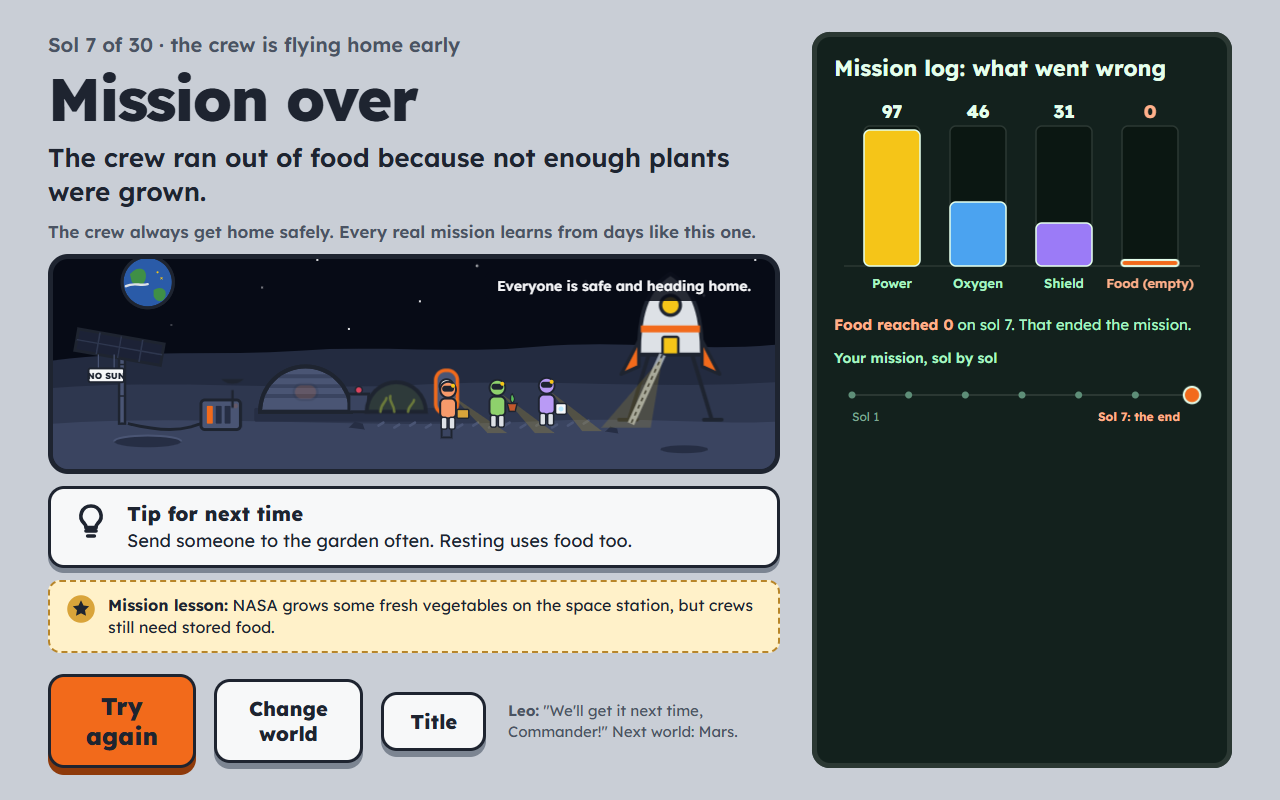 Sol 7 of 30 · the crew is flying home early
Mission over
The crew ran out of food because not enough plants
were grown.
The crew always get home safely. Every real mission learns from days like this one.
Everyone is safe and heading home.
NO SUN
Tip for next time
Send someone to the garden often. Resting uses food too.
Mission lesson: NASA grows some fresh vegetables on the space station, but crews
still need stored food.
Try
again
Change
world
Title
Leo: "We'll get it next time,
Commander!" Next world: Mars.
Mission log: what went wrong
97 46 31 0
Power Oxygen Shield Food (empty)
Food reached 0 on sol 7. That ended the mission.
Your mission, sol by sol
Sol 1 Sol 7: the end